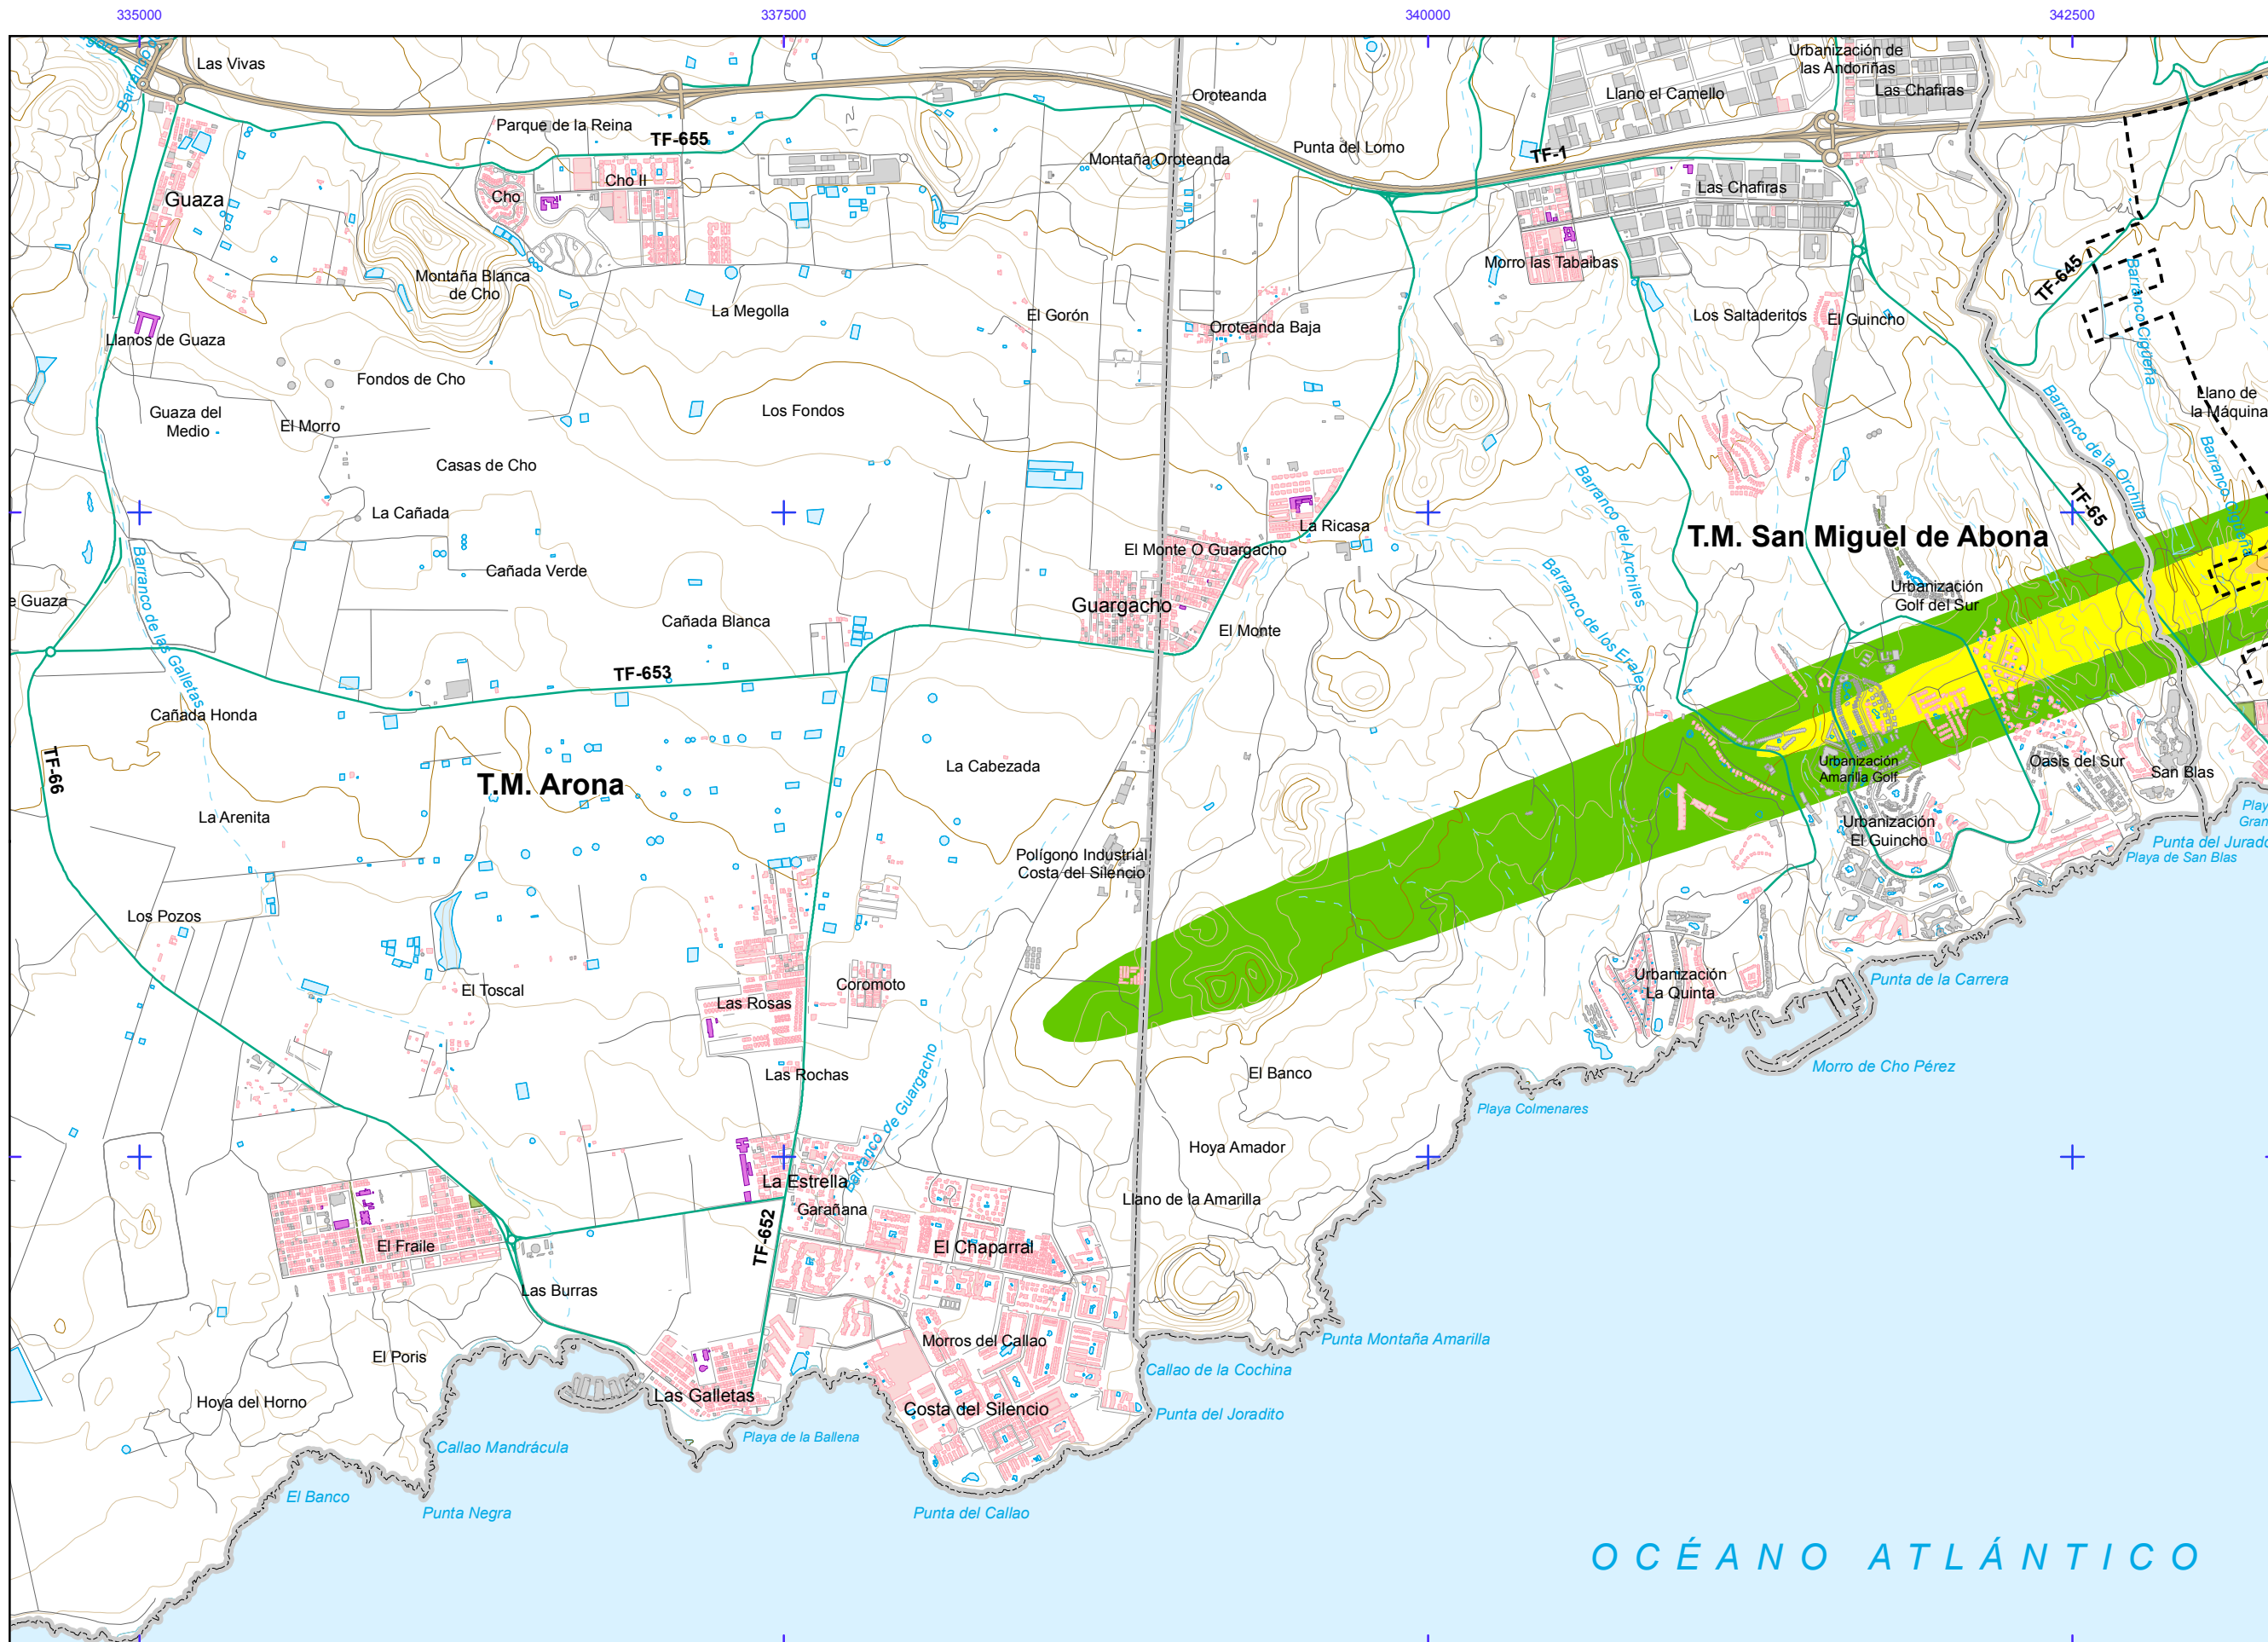 335000
337500
340000
342500
Las Vivas
Oroteanda
Urbanización de
las Andoriñas
Llano el Camello
Las Chafiras
Parque de la Reina
TF-655
Punta del Lomo
TF-1
Montaña Oroteanda
Guaza
Cho
Cho II
Las Chafiras
Montaña Blanca
de Cho
Morro las Tabaibas
TF-645
Barranco Cigüeña
La Megolla
El Gorón
Oroteanda Baja
Los Saltaderitos
El Guincho
Llanos de Guaza
Fondos de Cho
Guaza del
Medio
El Morro
Los Fondos
Llano de
la Máquina
Barranco de la Orchilla
Barranco Cigüeña
Casas de Cho
La Cañada
La Ricasa
Barranco del Archiles
TF-65
T.M. San Miguel de Abona
El Monte O Guargacho
Cañada Verde
Barranco de las Galletas
Barranco de los Erales
Urbanización
Golf del Sur
e Guaza
Guargacho
Cañada Blanca
El Monte
TF-653
Cañada Honda
TF-66
T.M. Arona
La Cabezada
Urbanización
Amarilla Golf
Oasis del Sur
San Blas
La Arenita
Play
Gran
Urbanización
El Guincho
Punta del Jurado
Playa de San Blas
Polígono Industrial
Costa del Silencio
Los Pozos
El Toscal
Las Rosas
Coromoto
Urbanización
La Quinta
Punta de la Carrera
Las Rochas
Barranco de Guargacho
El Banco
Morro de Cho Pérez
Playa Colmenares
Hoya Amador
La Estrella
Garañana
Llano de la Amarilla
TF-652
El Fraile
El Chaparral
Las Burras
Morros del Callao
Punta Montaña Amarilla
El Poris
Callao de la Cochina
Hoya del Horno
Las Galletas
Costa del Silencio
Punta del Joradito
Callao Mandrácula
Playa de la Ballena
El Banco
Punta Negra
Punta del Callao
OCÉANO ATLÁNTICO